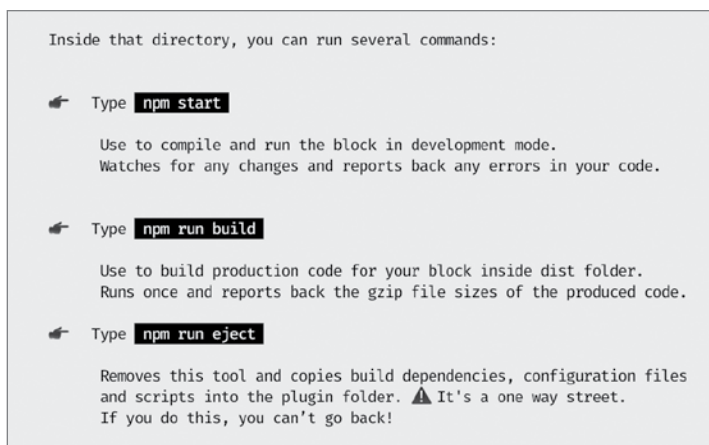 Inside that directory, you can run several commands:
Type npm start
Use to compile and run the block in development mode.
Watches for any changes and reports back any errors in your code.
Type npm run build
Use to build production code for your block inside dist folder.
Runs once and reports back the gzip file sizes of the produced code.
Type npm run eject
Removes this tool and copies build dependencies, configuration files
and scripts into the plugin folder. ⚠ It's a one way street.
If you do this, you can’t go back!